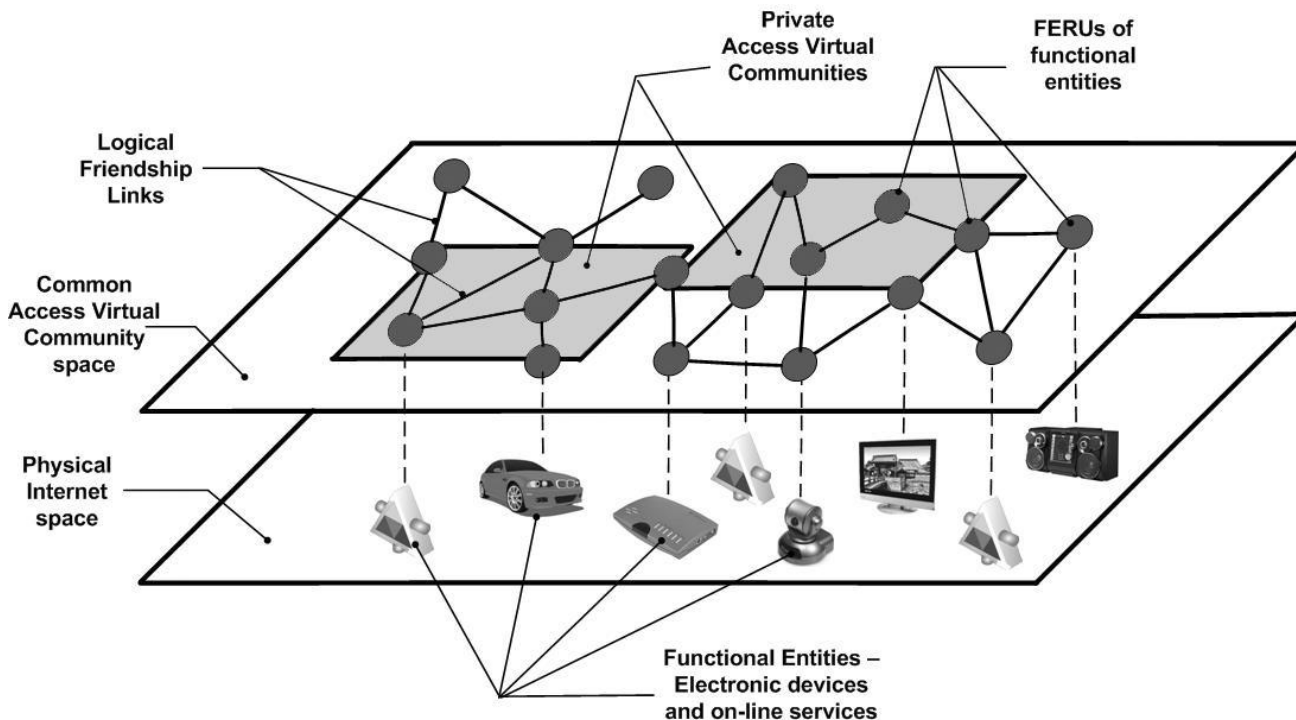 Private
Access Virtual
Communities
FERUs of
functional
entities
Logical
Friendship
Links
Common
Access Virtual
Community
space
Physical
Internet
space
Functional Entities –
Electronic devices
and on-line services